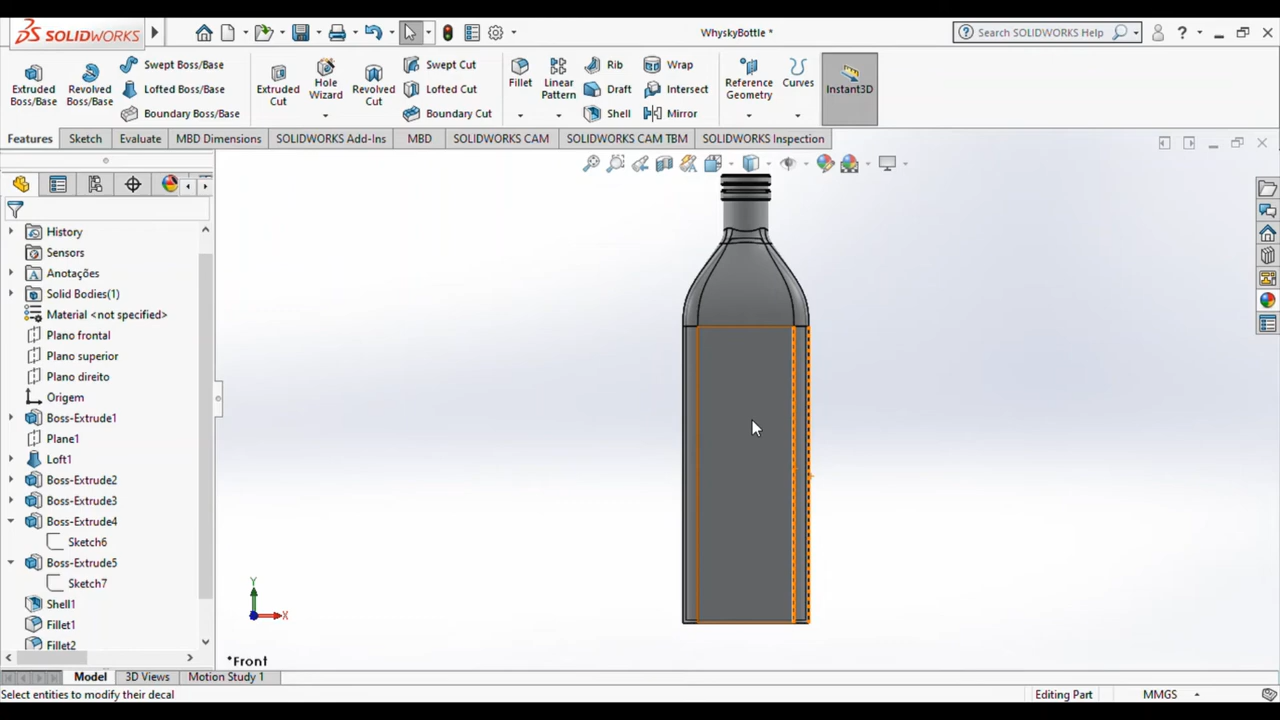 SOLIDWORKS
WhyskyBottle *
Search SOLIDWORKS Help
?
Extruded Boss/Base
Revolved Boss/Base
Swept Boss/Base
Lofted Boss/Base
Boundary Boss/Base
Extruded Cut
Hole Wizard
Revolved Cut
Swept Cut
Lofted Cut
Boundary Cut
Fillet
Linear Pattern
Rib
Draft
Shell
Wrap
Intersect
Mirror
Reference Geometry
Curves
Instant3D
Features Sketch Evaluate MBD Dimensions SOLIDWORKS Add-Ins MBD SOLIDWORKS CAM SOLIDWORKS CAM TBM SOLIDWORKS Inspection
History
Sensors
Anotações
Solid Bodies(1)
Material <not specified>
Plano frontal
Plano superior
Plano direito
Origem
Boss-Extrude1
Plane1
Loft1
Boss-Extrude2
Boss-Extrude3
Boss-Extrude4
Sketch6
Boss-Extrude5
Sketch7
Shell1
Fillet1
Fillet2
Y
X
*Front
Model 3D Views Motion Study 1
Select entities to modify their decal
Editing Part
MMGS